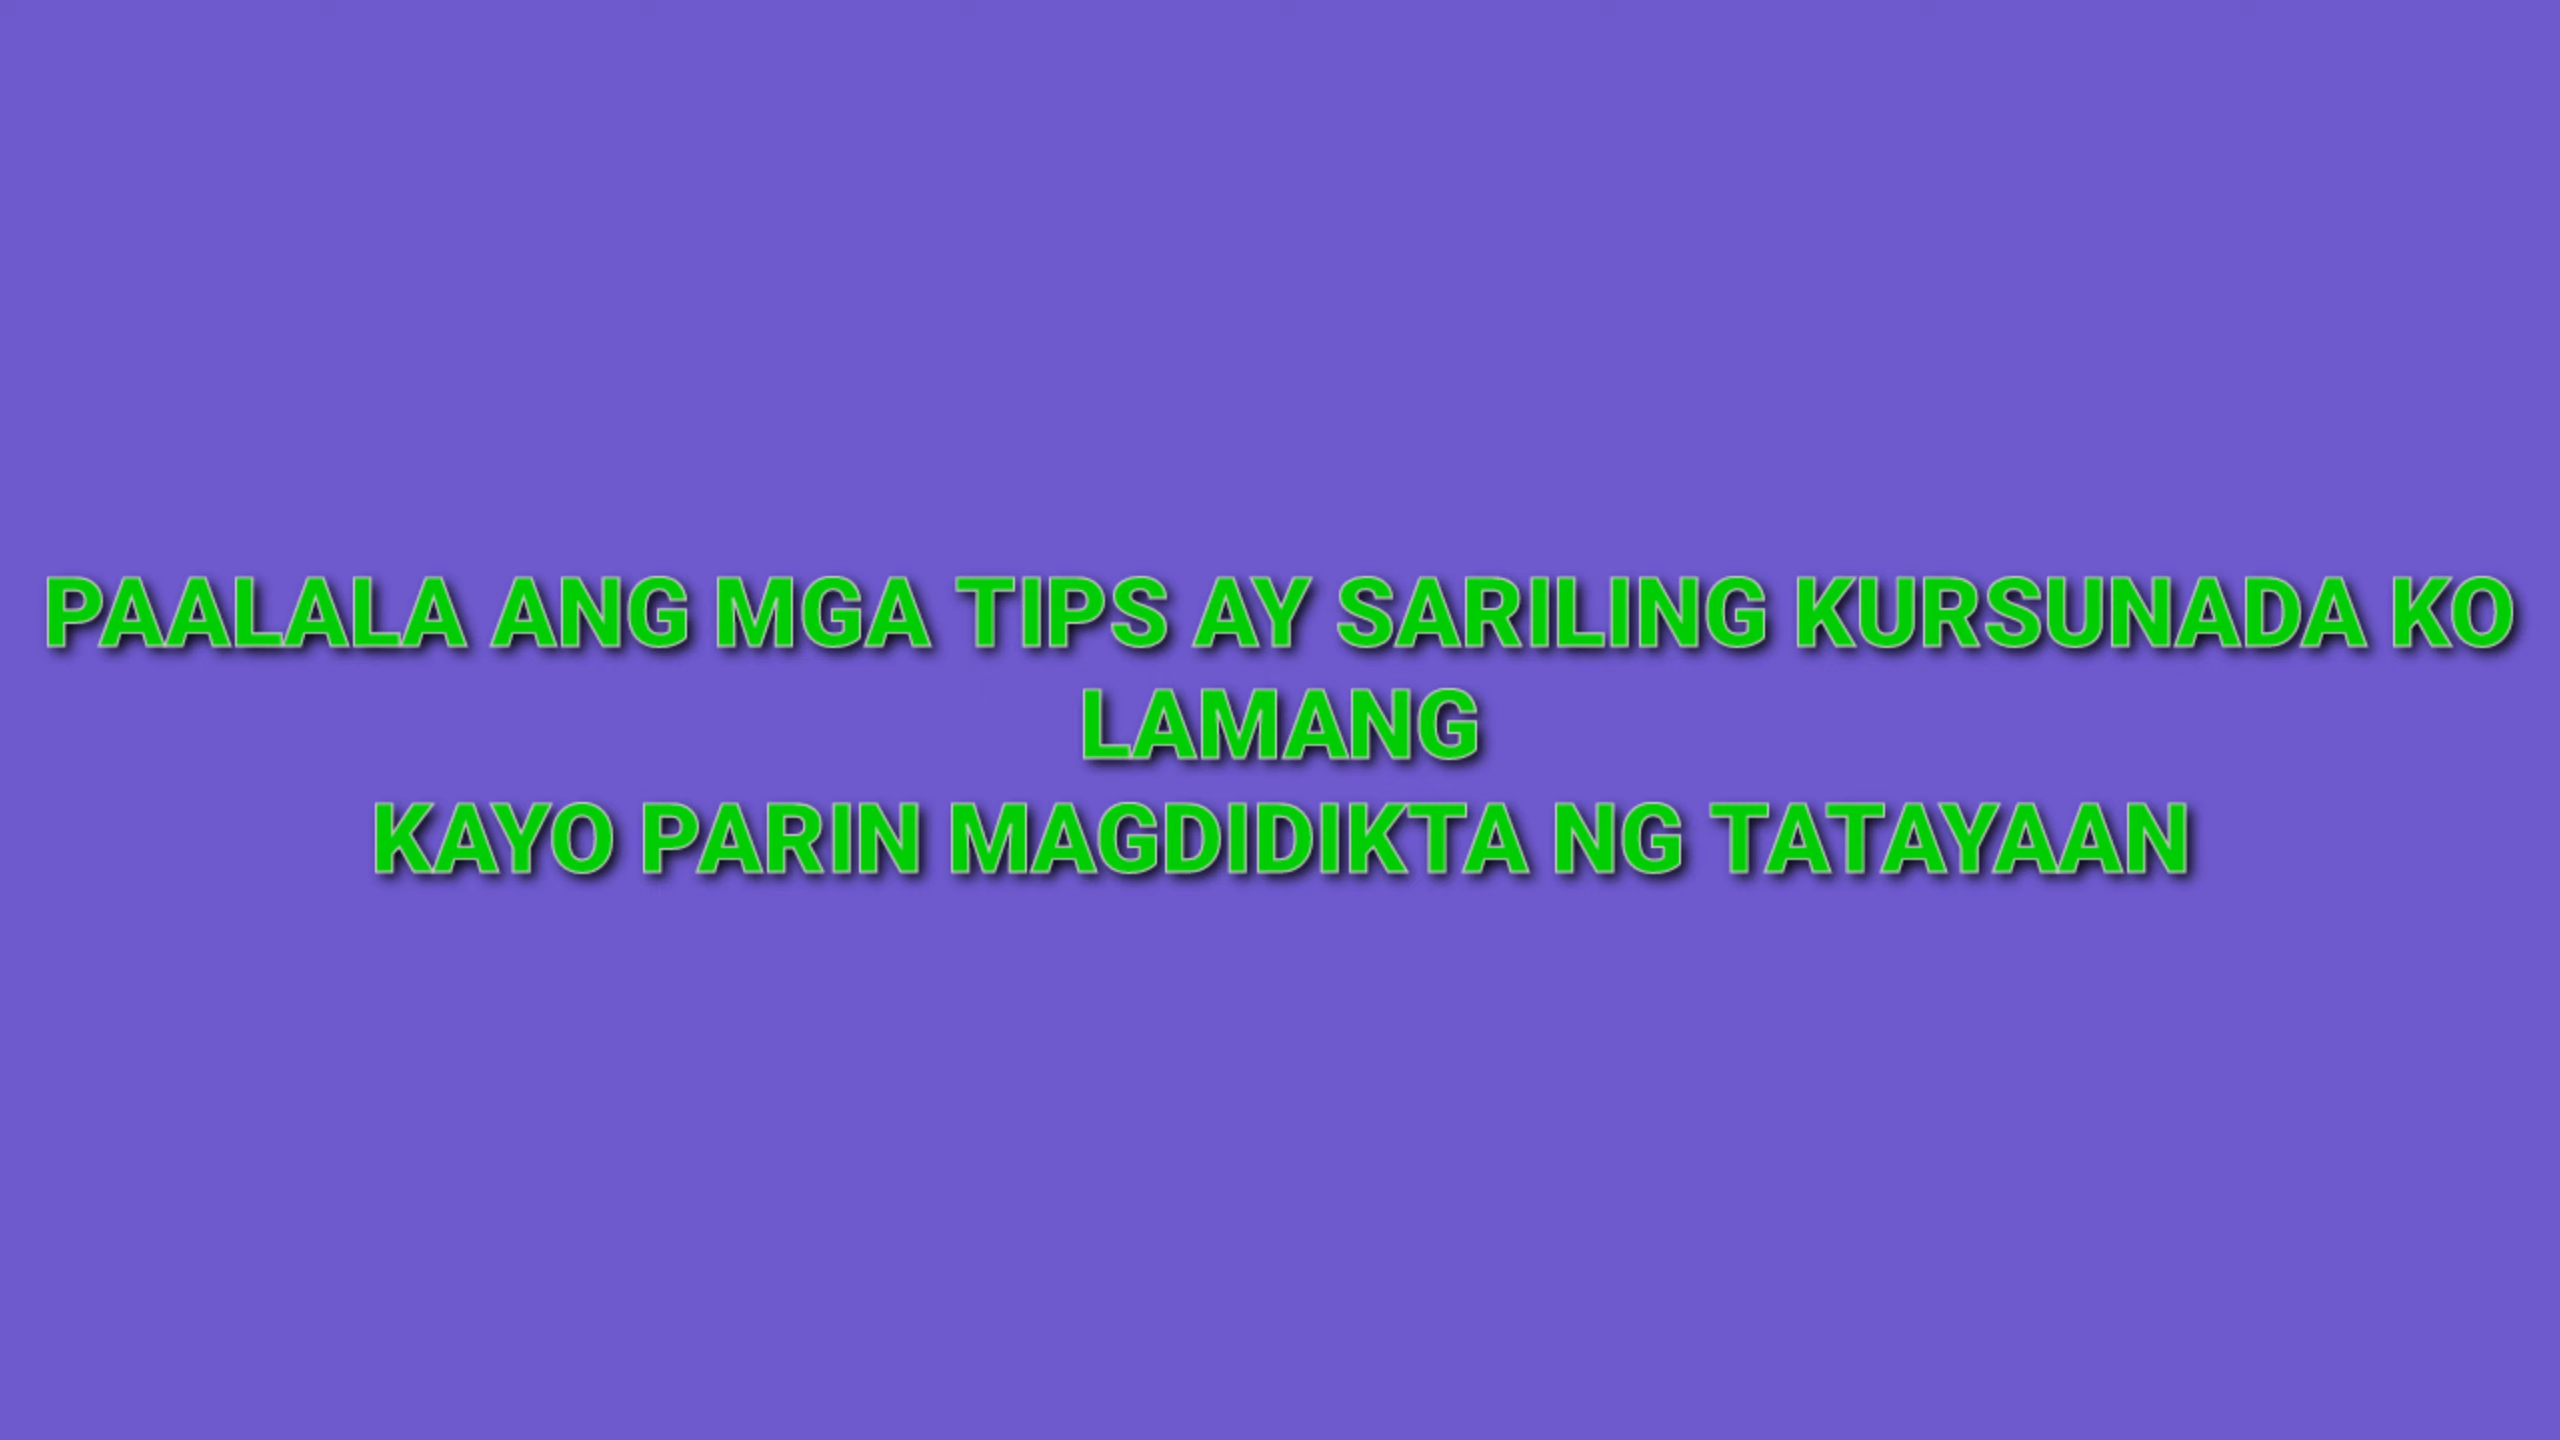 PAALALA ANG MGA TIPS AY SARILING KURSUNADA KO
LAMANG
KAYO PARIN MAGDIDIKTA NG TATAYAAN